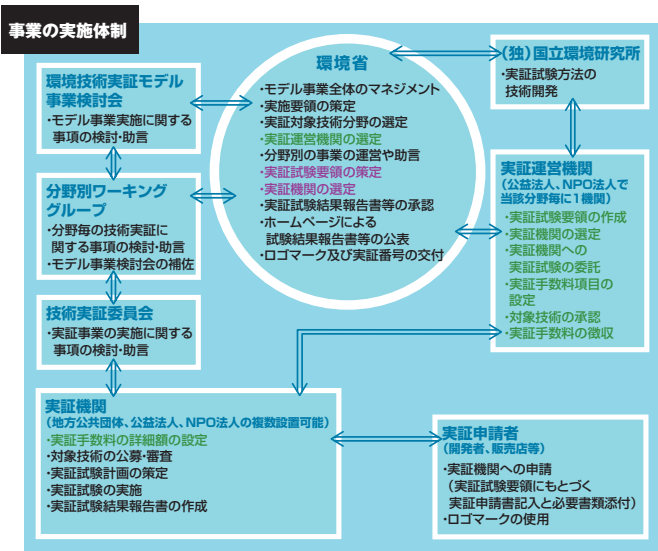 事業の実施体制
環境技術実証モデル
事業検討会
・モデル事業実施に関する
事項の検討・助言
分野別ワーキング
グループ
・分野毎の技術実証に
関する事項の検討・助言
・モデル事業検討会の補佐
技術実証委員会
・実証事業の実施に関する
事項の検討・助言
環境省
・モデル事業全体のマネジメント
・実施要領の策定
・実証対象技術分野の選定
・実証運営機関の選定
・分野別の事業の運営や助言
・実証試験要領の策定
・実証機関の選定
・実証試験結果報告書等の承認
・ホームページによる
試験結果報告書等の公表
・ロゴマーク及び実証番号の交付
(独)国立環境研究所
・実証試験方法の
技術開発
実証運営機関
(公益法人、NPO法人で
当該分野毎に1機関)
・実証試験要領の作成
・実証機関の選定
・実証機関への
実証試験の委託
・実証手数料項目の
設定
・対象技術の承認
・実証手数料の徴収
実証機関
(地方公共団体、公益法人、NPO法人の複数設置可能)
・実証手数料の詳細額の設定
・対象技術の公募・審査
・実証試験計画の策定
・実証試験の実施
・実証試験結果報告書の作成
実証申請者
(開発者、販売店等)
・実証機関への申請
(実証試験要領にもとづく
実証申請書記入と必要書類添付)
・ロゴマークの使用